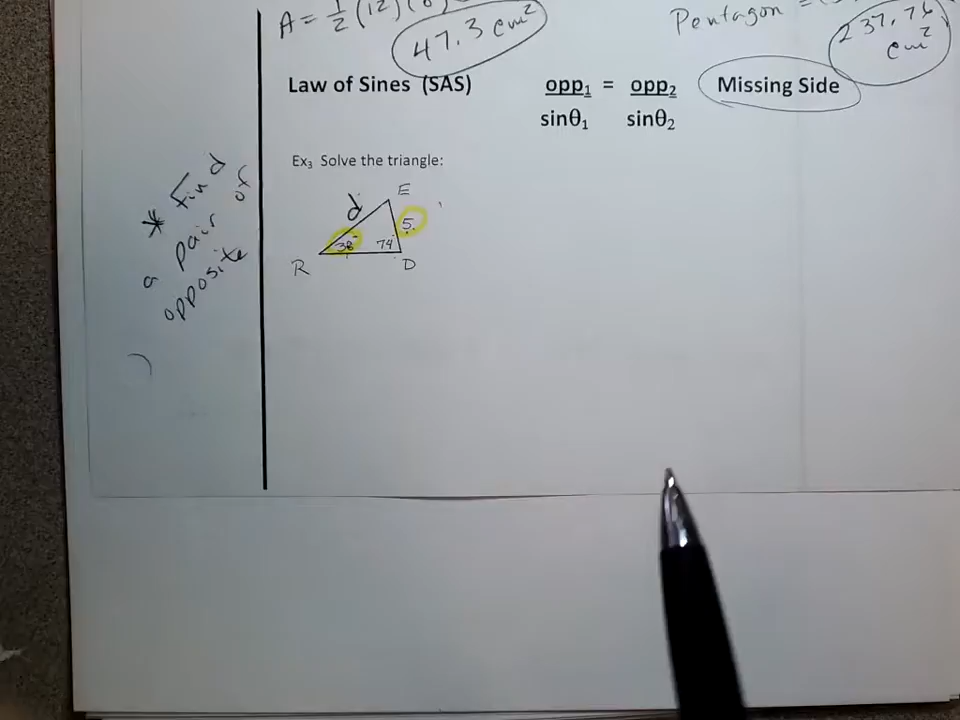 A = 1/2 (12)(
47.3 cm²
Pentagon = (
237.76
cm²
Law of Sines (SAS) opp₁ = opp₂ Missing Side
sinθ₁ sinθ₂
* Find
a pair of
opposite
Ex₃ Solve the triangle:
E
d
5.
38° 74°
R D